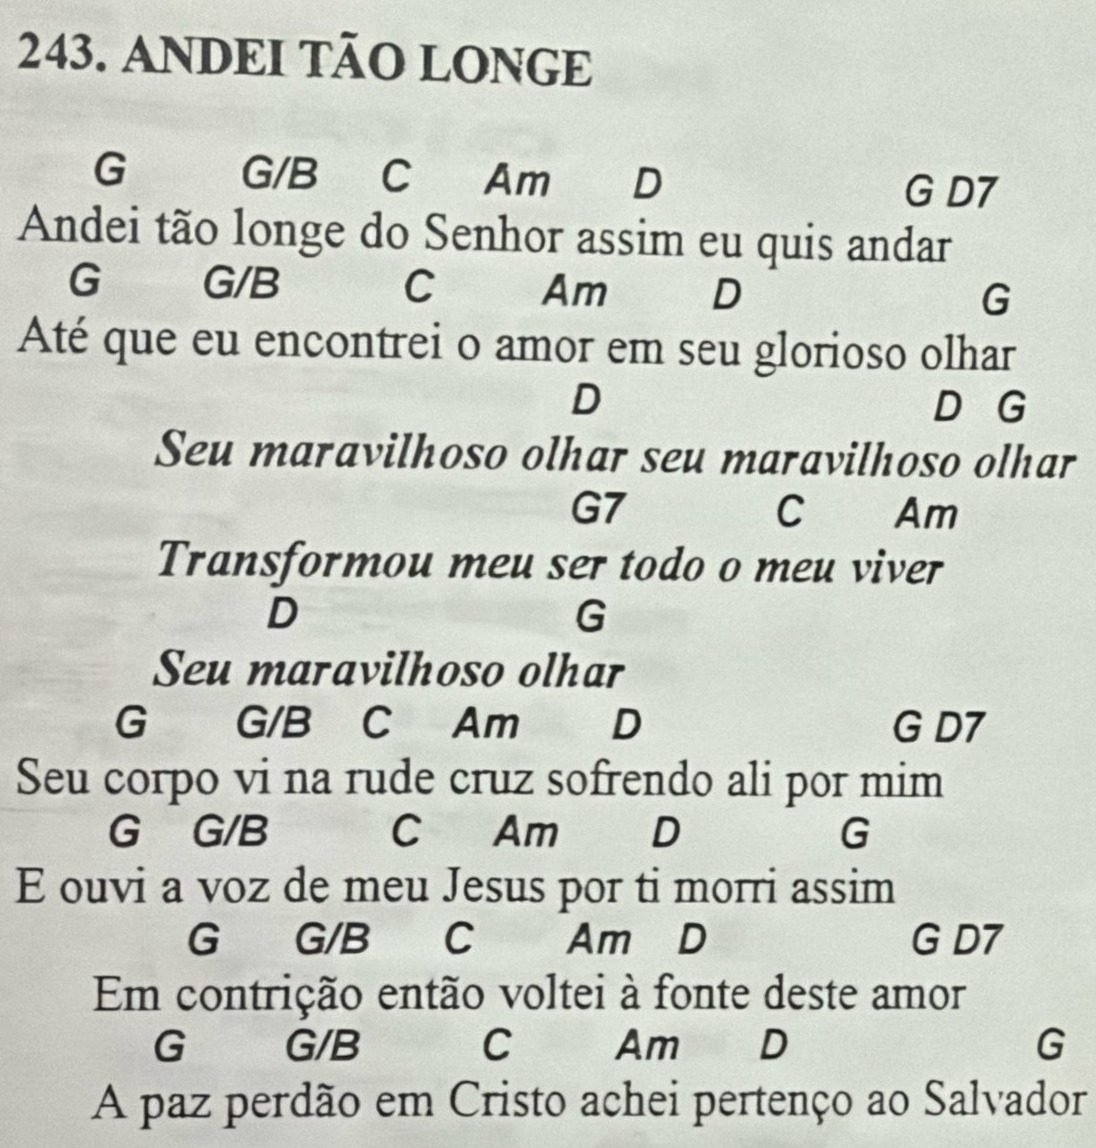 243. ANDEI TÃO LONGE
G G/B C Am D G D7
Andei tão longe do Senhor assim eu quis andar
G G/B C Am D G
Até que eu encontrei o amor em seu glorioso olhar
D D G
Seu maravilhoso olhar seu maravilhoso olhar
G7 C Am
Transformou meu ser todo o meu viver
D G
Seu maravilhoso olhar
G G/B C Am D G D7
Seu corpo vi na rude cruz sofrendo ali por mim
G G/B C Am D G
E ouvi a voz de meu Jesus por ti morri assim
G G/B C Am D G D7
Em contrição então voltei à fonte deste amor
G G/B C Am D G
A paz perdão em Cristo achei pertenço ao Salvador